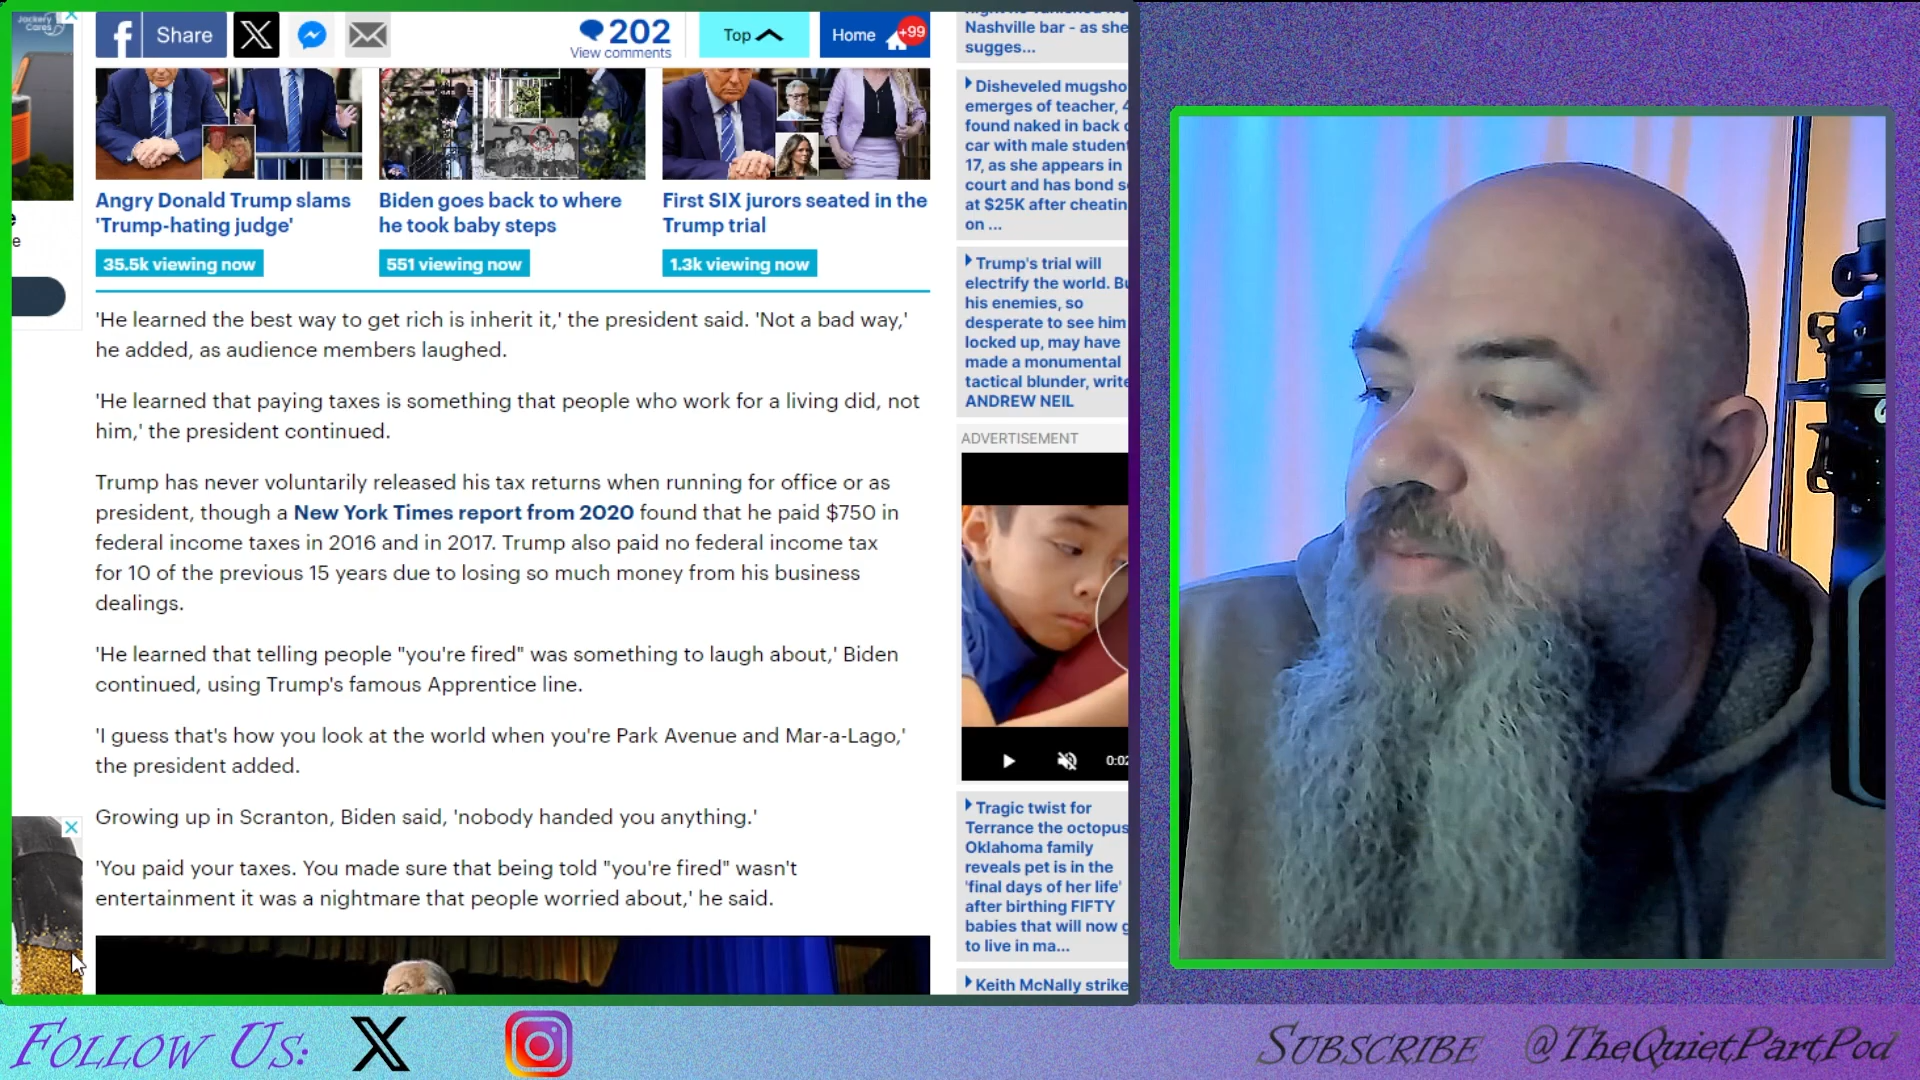 Jackery
Cares
e
e
Share
202
View comments
Top
Home
+99
Angry Donald Trump slams
'Trump-hating judge'
35.5k viewing now
Biden goes back to where
he took baby steps
551 viewing now
First SIX jurors seated in the
Trump trial
1.3k viewing now
'He learned the best way to get rich is inherit it,' the president said. 'Not a bad way,'
he added, as audience members laughed.
'He learned that paying taxes is something that people who work for a living did, not
him,' the president continued.
Trump has never voluntarily released his tax returns when running for office or as
president, though a New York Times report from 2020 found that he paid $750 in
federal income taxes in 2016 and in 2017. Trump also paid no federal income tax
for 10 of the previous 15 years due to losing so much money from his business
dealings.
'He learned that telling people "you're fired" was something to laugh about,' Biden
continued, using Trump's famous Apprentice line.
'I guess that's how you look at the world when you're Park Avenue and Mar-a-Lago,'
the president added.
Growing up in Scranton, Biden said, 'nobody handed you anything.'
'You paid your taxes. You made sure that being told "you're fired" wasn't
entertainment it was a nightmare that people worried about,' he said.
Nashville bar - as she
sugges...
Disheveled mugsho
emerges of teacher, 4
found naked in back o
car with male student
17, as she appears in
court and has bond s
at $25K after cheatin
on ...
Trump's trial will
electrify the world. Bu
his enemies, so
desperate to see him
locked up, may have
made a monumental
tactical blunder, write
ANDREW NEIL
ADVERTISEMENT
0:02
Tragic twist for
Terrance the octopus
Oklahoma family
reveals pet is in the
'final days of her life'
after birthing FIFTY
babies that will now g
to live in ma...
Keith McNally strike
Follow Us:
Subscribe @TheQuietPartPod